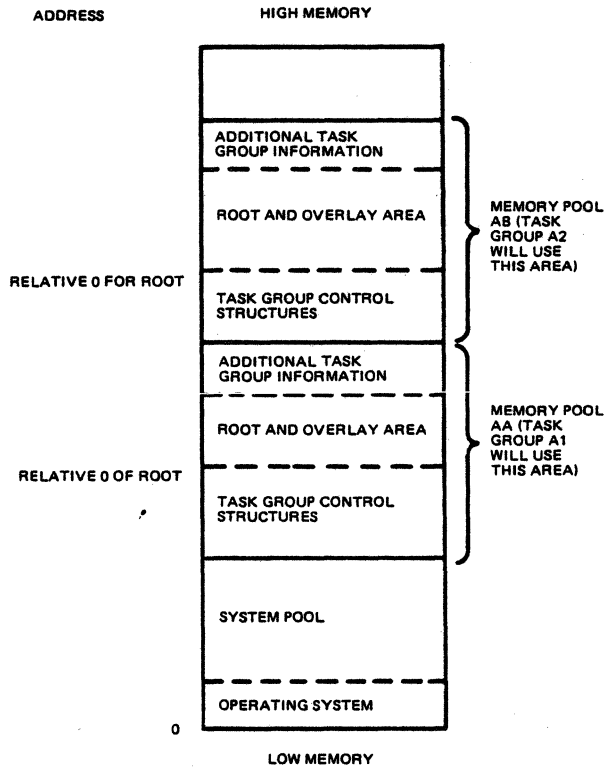 ADDRESS
HIGH MEMORY
ADDITIONAL TASK
GROUP INFORMATION
ROOT AND OVERLAY AREA
MEMORY POOL
AB (TASK
GROUP A2
WILL USE
THIS AREA)
RELATIVE 0 FOR ROOT
TASK GROUP CONTROL
STRUCTURES
ADDITIONAL TASK
GROUP INFORMATION
ROOT AND OVERLAY AREA
MEMORY POOL
AA (TASK
GROUP A1
WILL USE
THIS AREA)
RELATIVE 0 OF ROOT
TASK GROUP CONTROL
STRUCTURES
SYSTEM POOL
OPERATING SYSTEM
0
LOW MEMORY